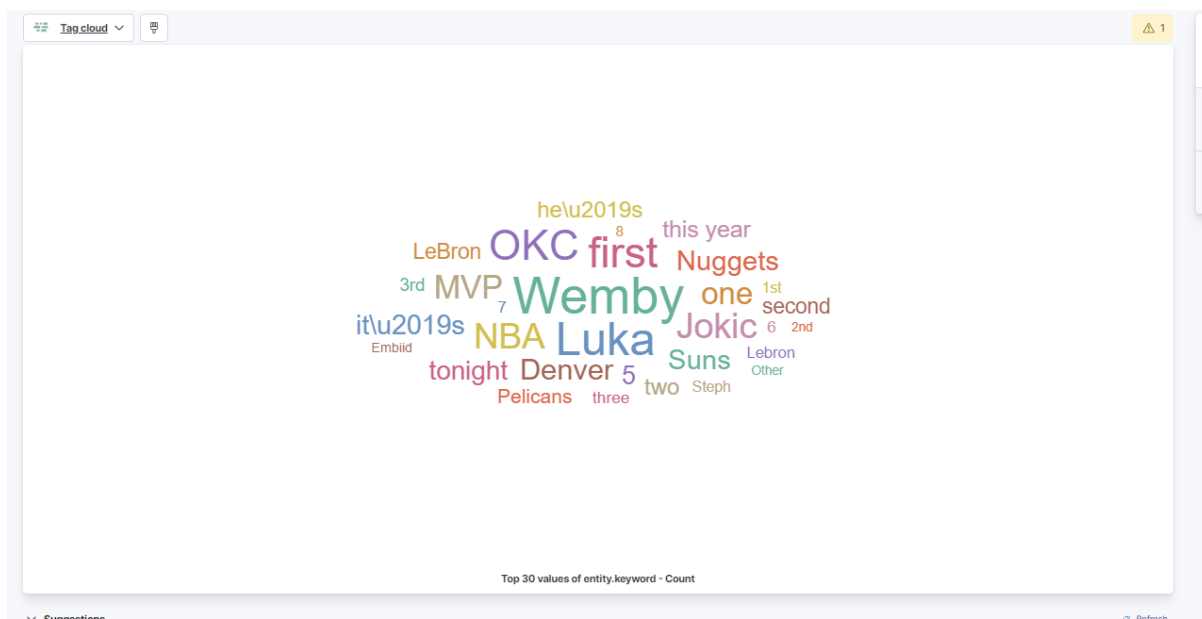 Tag cloud
1
he\u2019s
8
this year
LeBron
OKC
first
Nuggets
3rd
MVP
7
Wemby
one
1st
second
it\u2019s
NBA
Luka
Jokic
6
2nd
Embiid
Suns
Lebron
Other
tonight
Denver
5
two
Steph
Pelicans
three
Top 30 values of entity.keyword - Count
Suggestions
Refresh